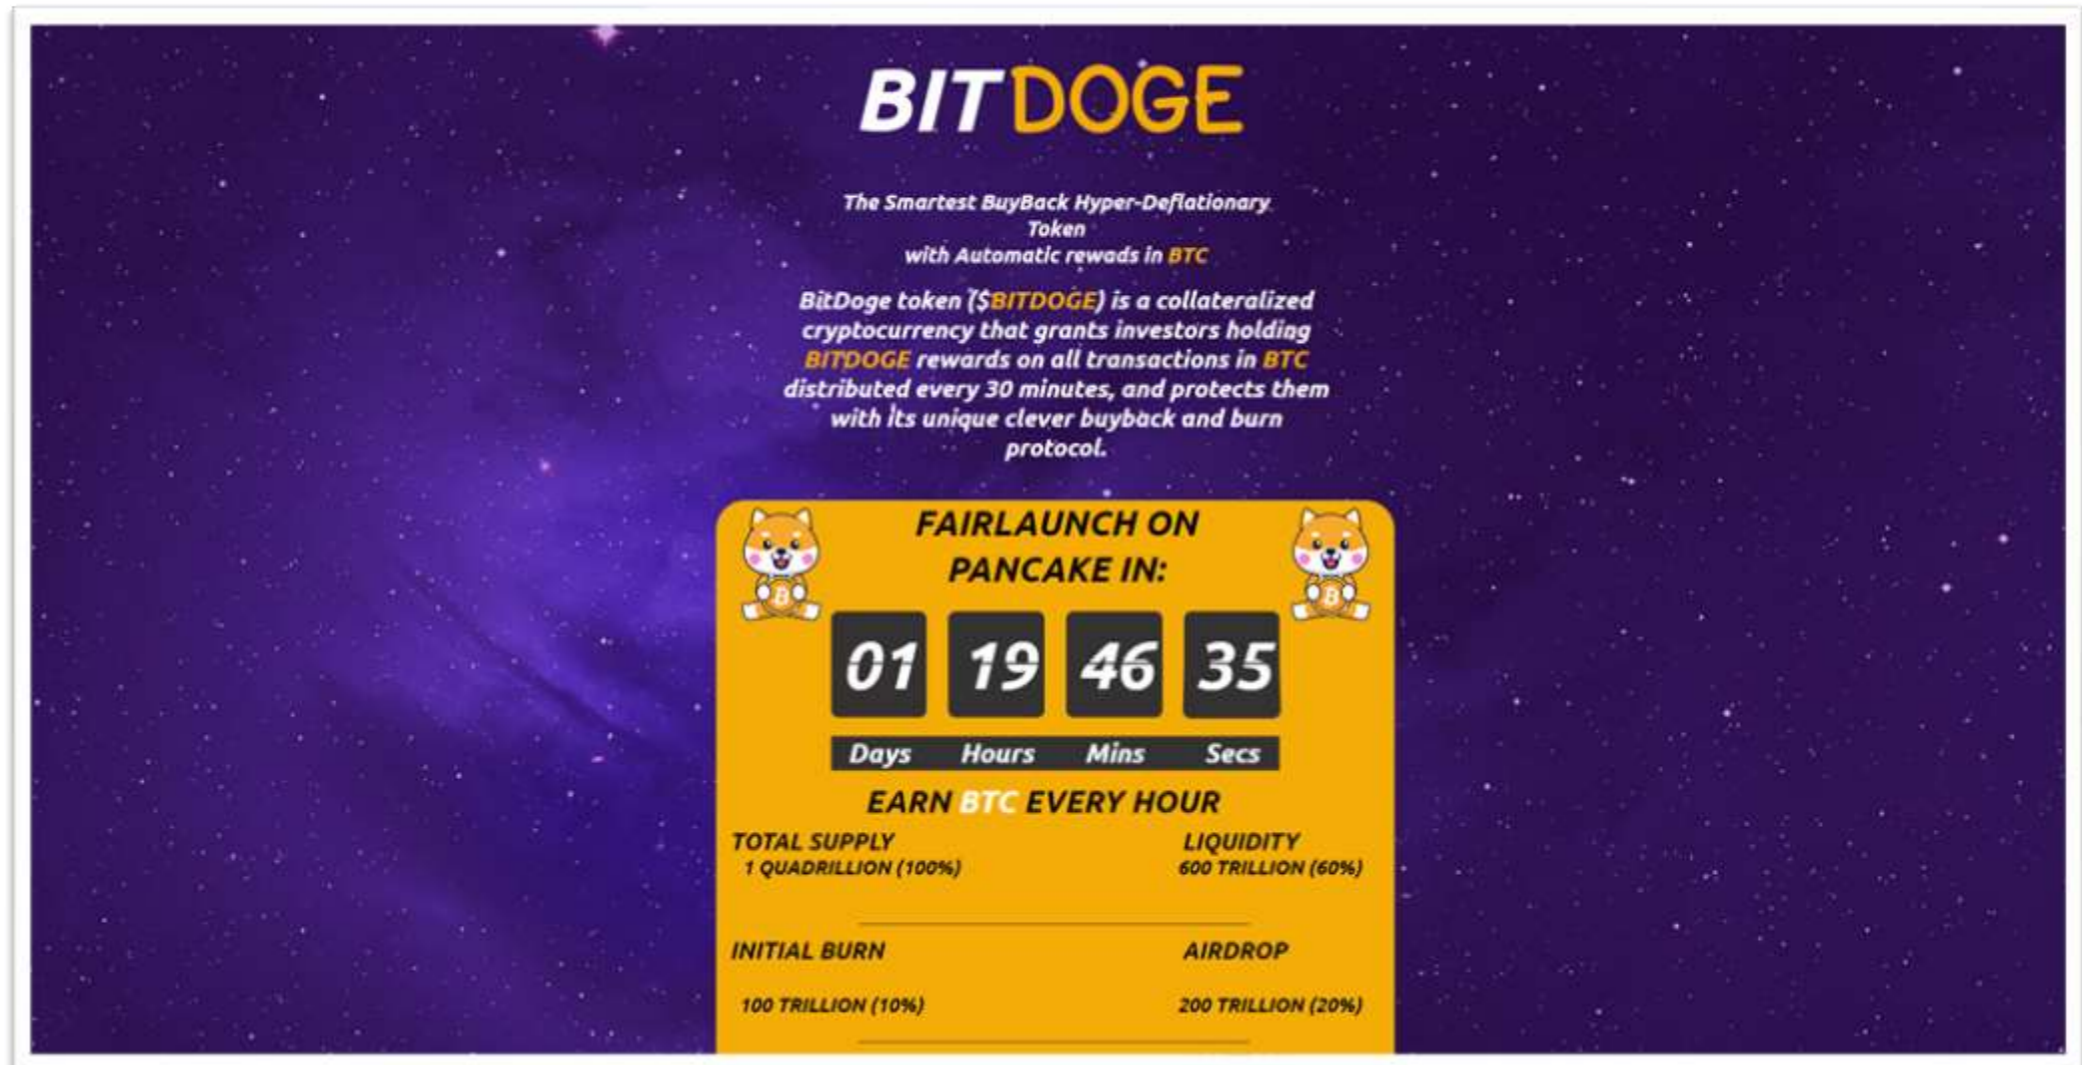 BITDOGE
The Smartest BuyBack Hyper-Deflationary
Token
with Automatic rewads in BTC
BitDoge token ($BITDOGE) is a collateralized
cryptocurrency that grants investors holding
BITDOGE rewards on all transactions in BTC
distributed every 30 minutes, and protects them
with its unique clever buyback and burn
protocol.
FAIRLAUNCH ON
PANCAKE IN:
01 19 46 35
Days Hours Mins Secs
EARN BTC EVERY HOUR
TOTAL SUPPLY LIQUIDITY
1 QUADRILLION (100%) 600 TRILLION (60%)
INITIAL BURN AIRDROP
100 TRILLION (10%) 200 TRILLION (20%)